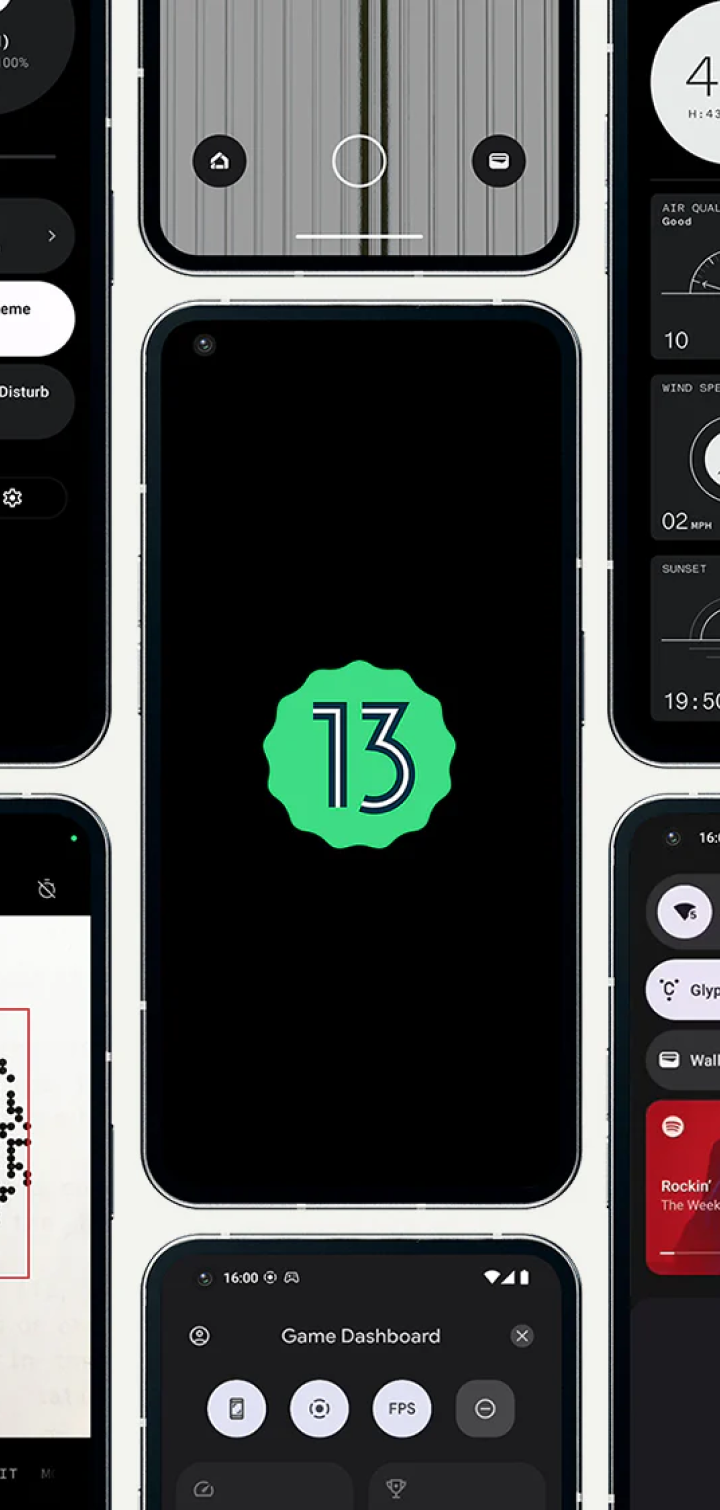 100%
eme
Disturb
4
H:43
AIR QUAL
Good
10
WIND SPE
02 MPH
SUNSET
19:50
13
16:0
5
Glyp
Wall
Rockin'
The Week
IT
16:00
Game Dashboard
FPS